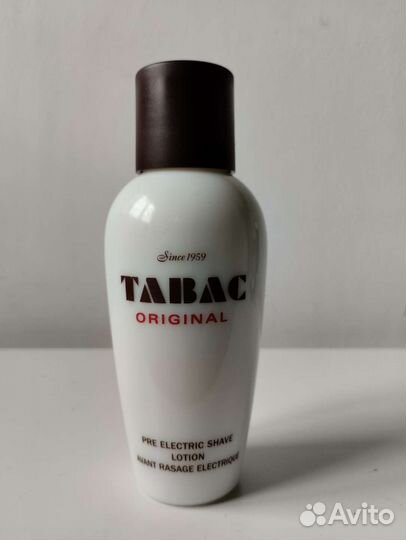 Since 1959
TABAC
ORIGINAL
PRE ELECTRIC SHAVE
LOTION
AVANT RASAGE ELECTRIQUE
Avito